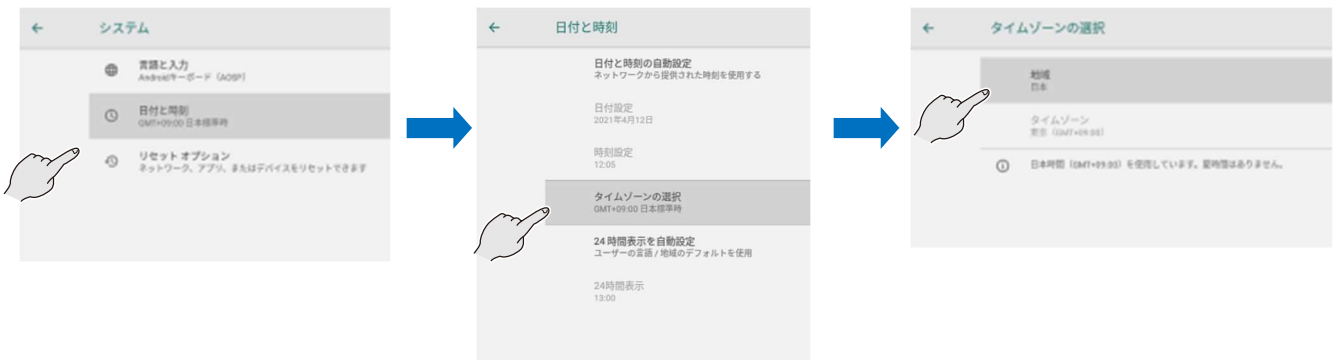 システム
言語と入力
Androidキーボード（AOSP）
日付と時刻
GMT+09:00 日本標準時
リセット オプション
ネットワーク、アプリ、またはデバイスをリセットできます
日付と時刻
日付と時刻の自動設定
ネットワークから提供された時刻を使用する
日付設定
2021年4月12日
時刻設定
12:05
タイムゾーンの選択
GMT+09:00 日本標準時
24 時間表示を自動設定
ユーザーの言語 / 地域のデフォルトを使用
24時間表示
13:00
タイムゾーンの選択
地域
日本
タイムゾーン
東京（GMT+09:00）
日本時間（GMT+09:00）を使用しています。夏時間はありません。